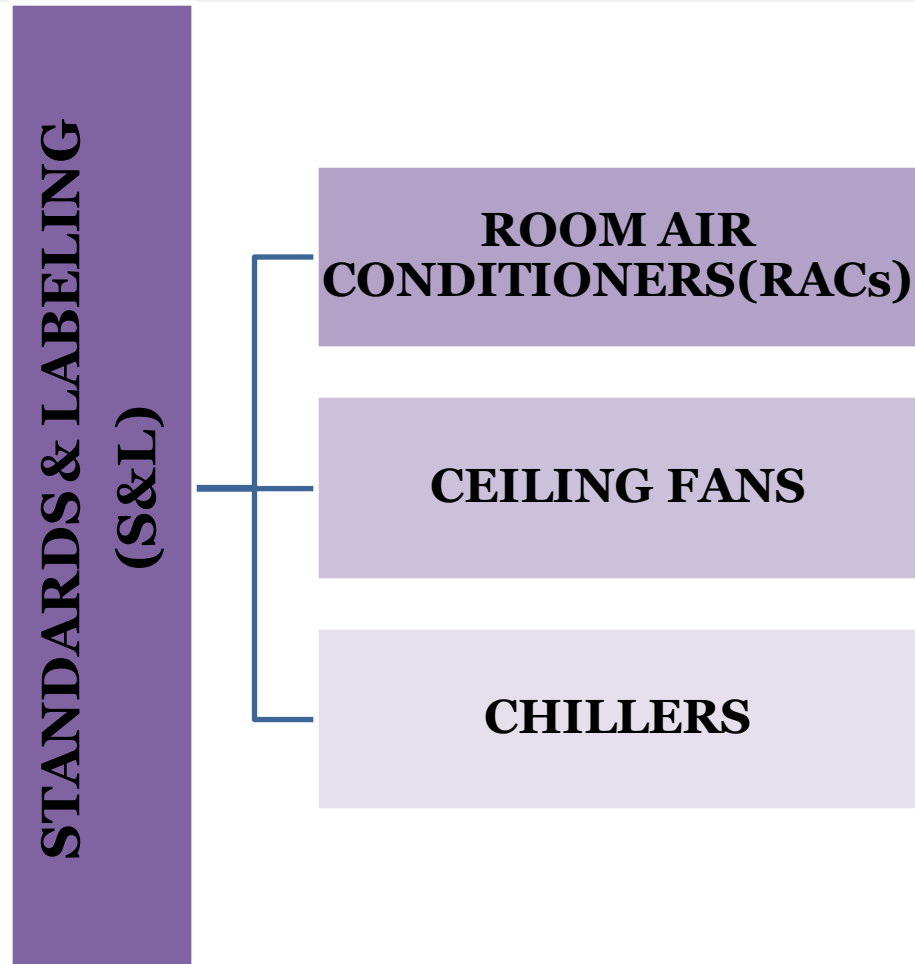 STANDARDS & LABELING
(S&L)
ROOM AIR
CONDITIONERS(RACs)
CEILING FANS
CHILLERS